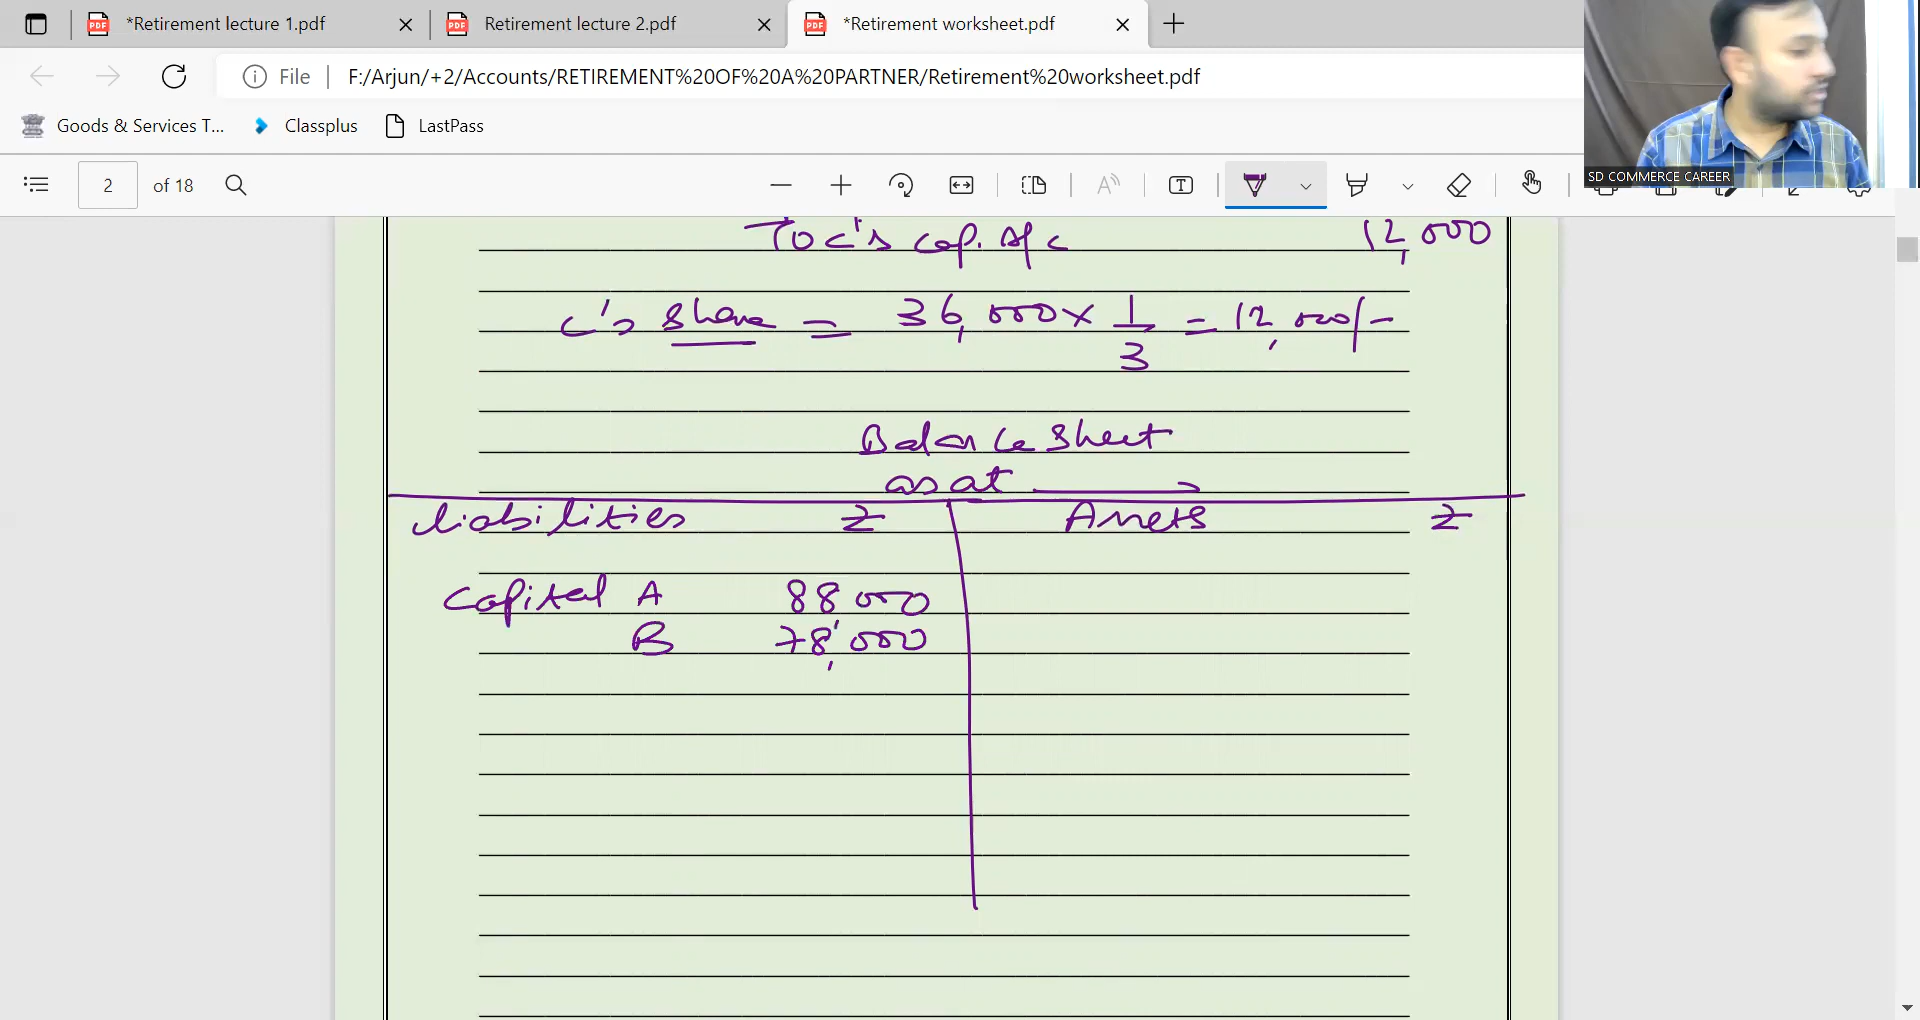 *Retirement lecture 1.pdf
Retirement lecture 2.pdf
*Retirement worksheet.pdf
File
F:/Arjun/+2/Accounts/RETIREMENT%20OF%20A%20PARTNER/Retirement%20worksheet.pdf
Goods & Services T...
Classplus
LastPass
SD COMMERCE CAREER
2 of 18
To C's Cap. A/c 12,000
C's share = 36,000 × 1/3 = 12,000/-
Balance Sheet
as at
Liabilities ₹ Assets ₹
Capital A 88,000
B 78,000